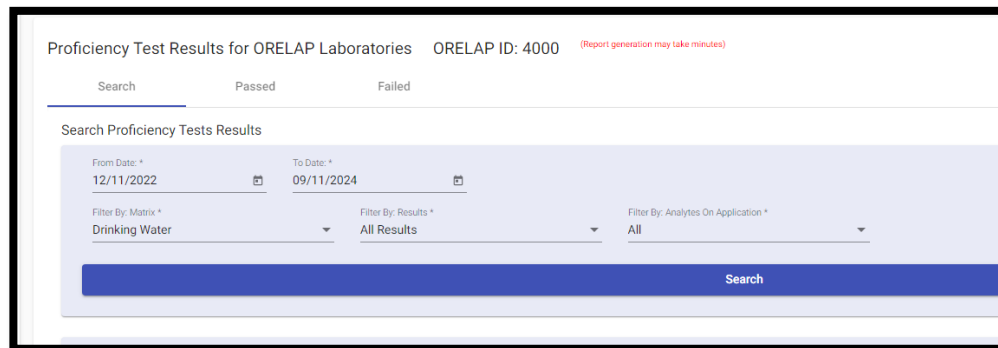 Proficiency Test Results for ORELAP Laboratories ORELAP ID: 4000 (Report generation may take minutes)
Search Passed Failed
Search Proficiency Tests Results
From Date: * To Date: *
12/11/2022 09/11/2024
Filter By: Matrix * Filter By: Results * Filter By: Analytes On Application *
Drinking Water All Results All
Search